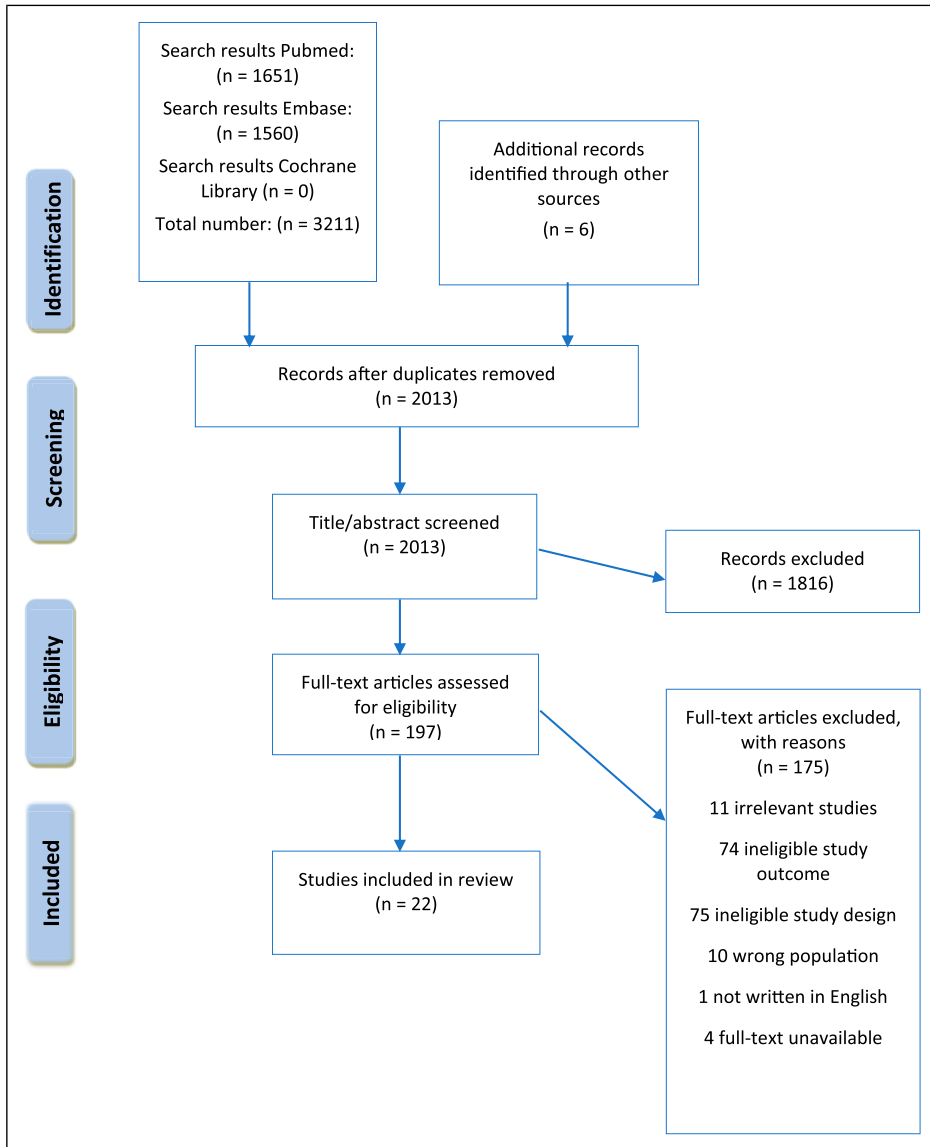 Identification
Search results Pubmed:
(n = 1651)
Search results Embase:
(n = 1560)
Search results Cochrane
Library (n = 0)
Total number: (n = 3211)
Additional records
identified through other
sources
(n = 6)
Screening
Records after duplicates removed
(n = 2013)
Title/abstract screened
(n = 2013)
Records excluded
(n = 1816)
Eligibility
Full-text articles assessed
for eligibility
(n = 197)
Full-text articles excluded,
with reasons
(n = 175)
11 irrelevant studies
74 ineligible study
outcome
75 ineligible study design
10 wrong population
1 not written in English
4 full-text unavailable
Included
Studies included in review
(n = 22)